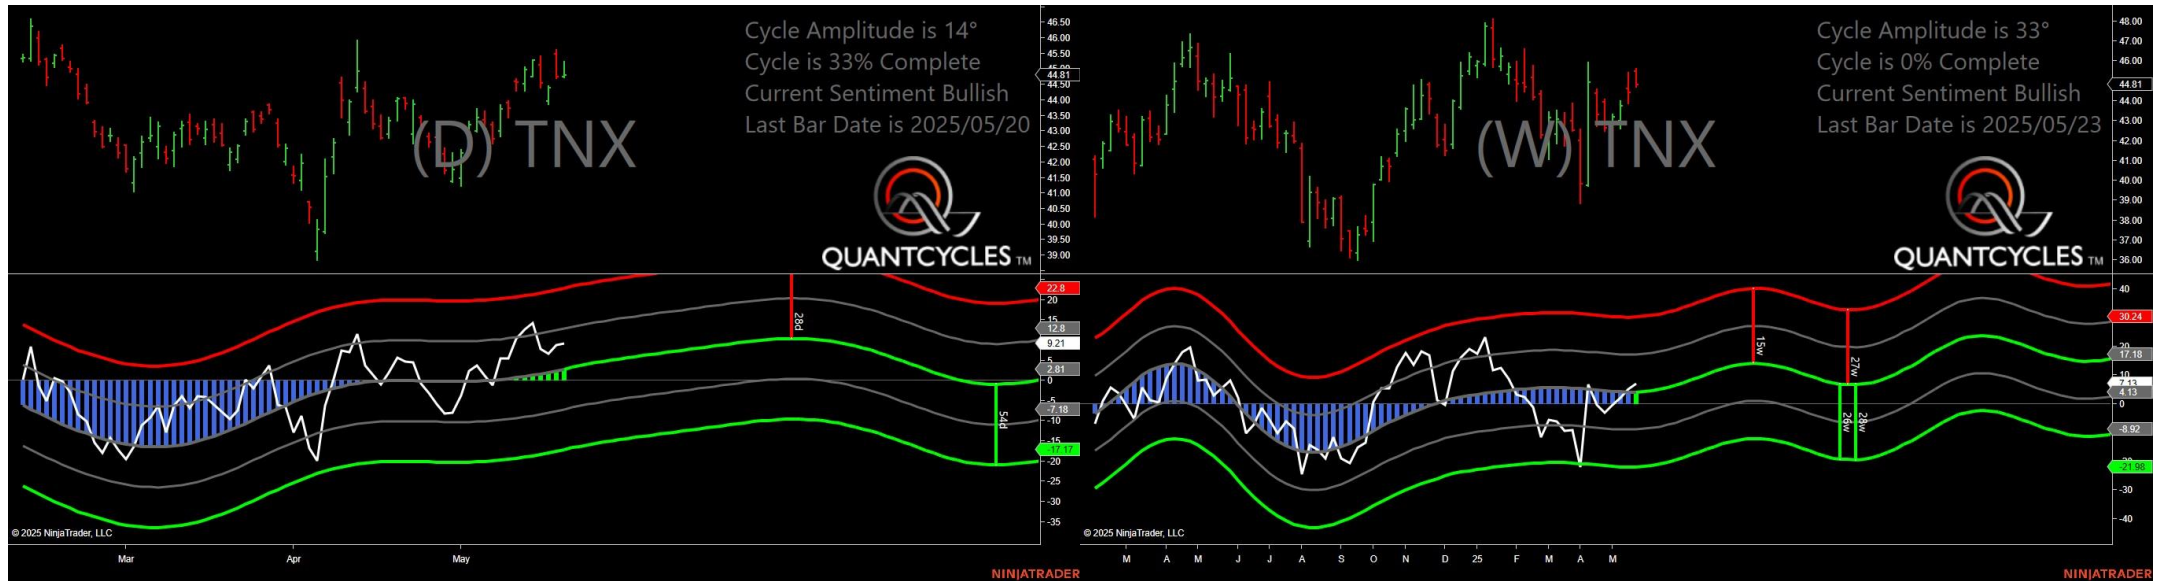 Cycle Amplitude is 14°
Cycle is 33% Complete
Current Sentiment Bullish
Last Bar Date is 2025/05/20
(D) TNX
QUANTCYCLES TM
46.50
46.00
45.50
44.81
44.50
44.00
43.50
43.00
42.50
42.00
41.50
41.00
40.50
40.00
39.50
39.00
28d
54d
22.8
20
15
12.8
9.21
5
2.81
0
-5
-7.18
-10
-15
-17.17
-20
-25
-30
-35
© 2025 NinjaTrader, LLC
Mar
Apr
May
NINJATRADER
Cycle Amplitude is 33°
Cycle is 0% Complete
Current Sentiment Bullish
Last Bar Date is 2025/05/23
(W) TNX
QUANTCYCLES TM
48.00
47.00
46.00
44.81
44.00
43.00
42.00
41.00
40.00
39.00
38.00
37.00
36.00
15w
27w
26w
28w
40
30.24
17.18
7.13
4.13
0
-8.92
-21.98
-30
-40
© 2025 NinjaTrader, LLC
M A M J J A S O N D 25 F M A M
NINJATRADER